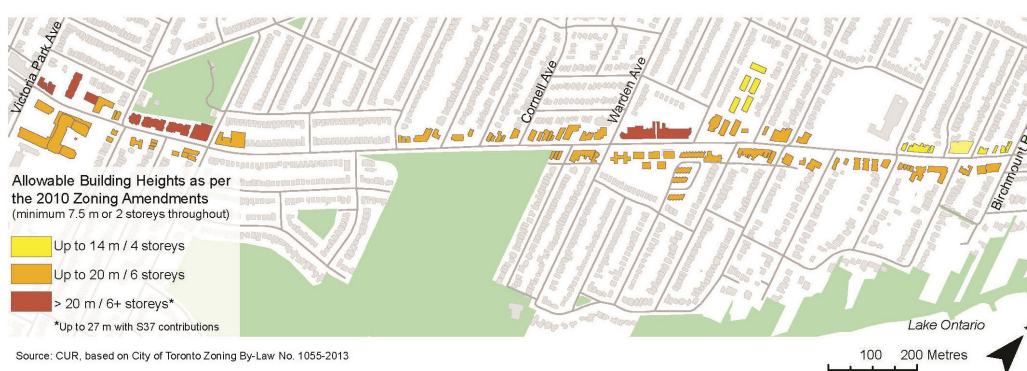 Victoria Park Ave
Cornell Ave
Warden Ave
Birchmount R
Allowable Building Heights as per
the 2010 Zoning Amendments
(minimum 7.5 m or 2 storeys throughout)
Up to 14 m / 4 storeys
Up to 20 m / 6 storeys
> 20 m / 6+ storeys*
*Up to 27 m with S37 contributions
Lake Ontario
Source: CUR, based on City of Toronto Zoning By-Law No. 1055-2013
100 200 Metres